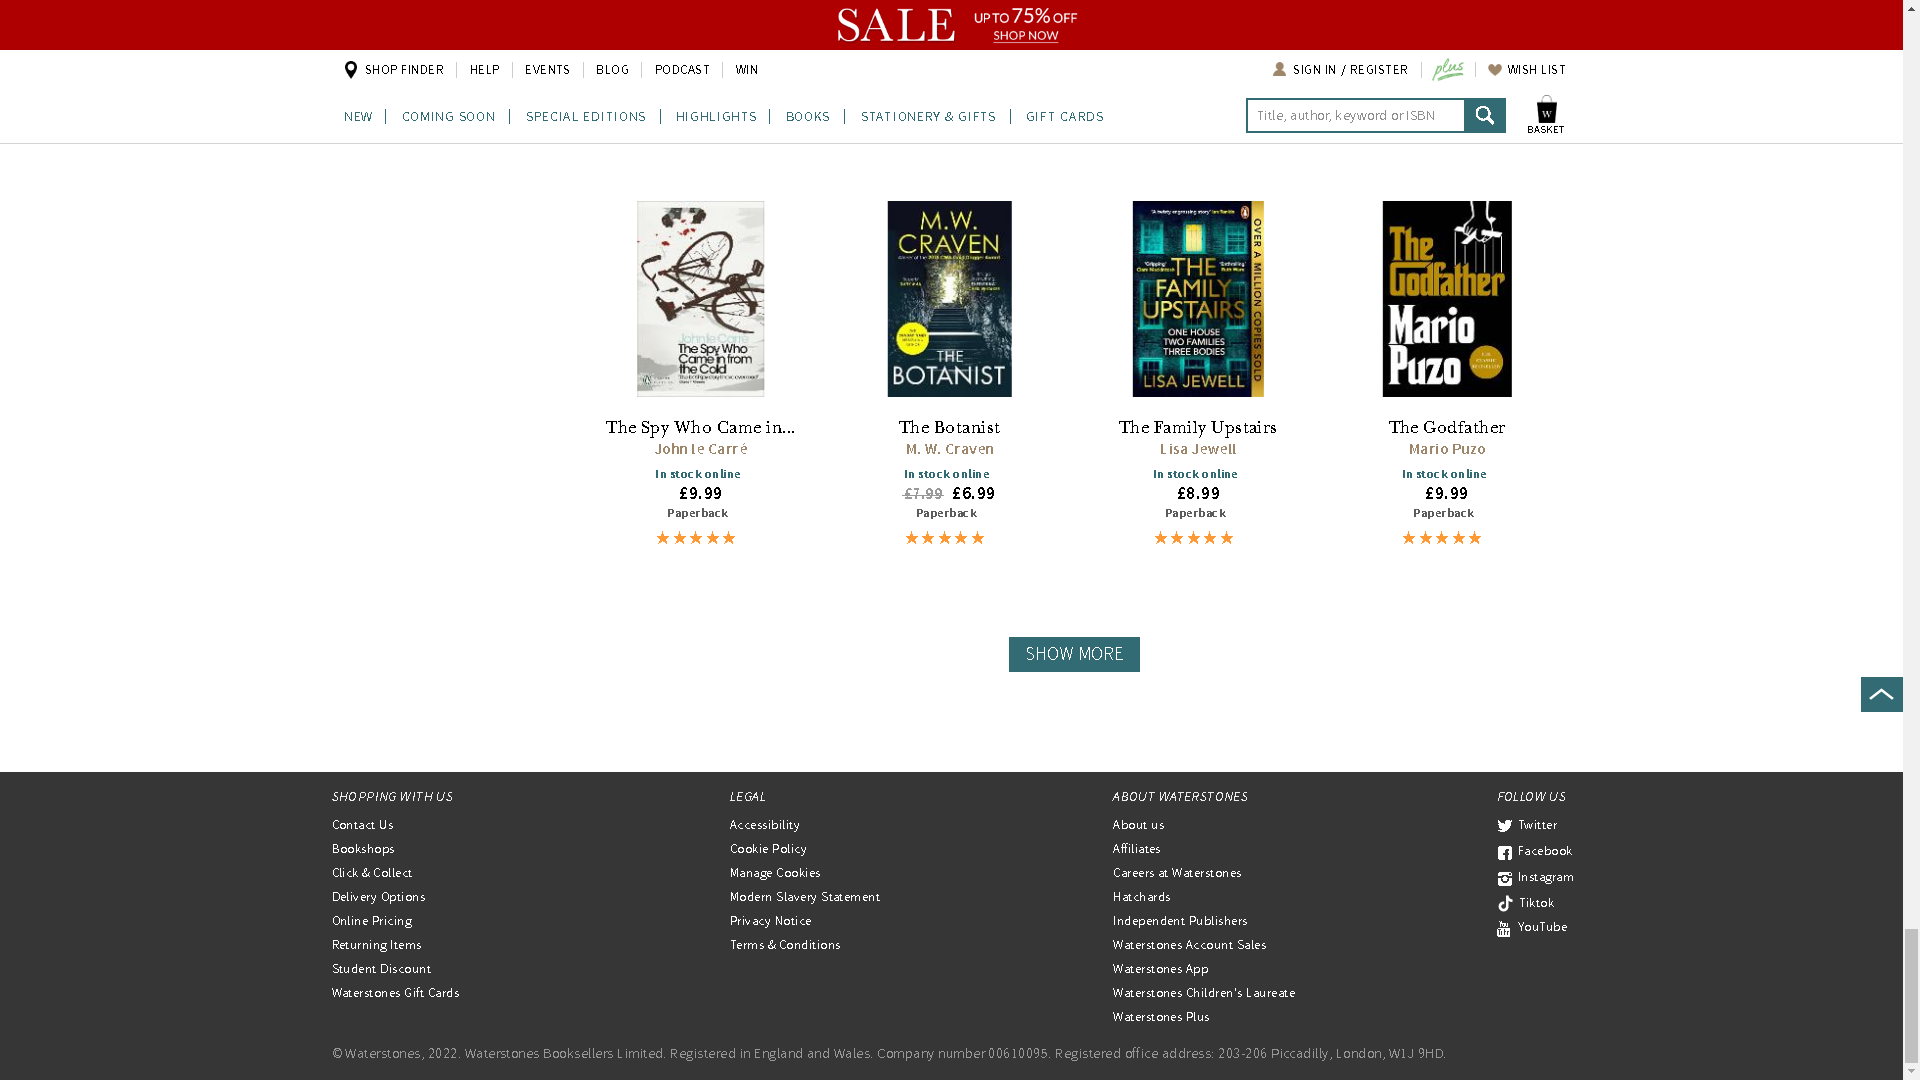 SALE UP TO 75% OFF
SHOP NOW
SHOP FINDER HELP EVENTS BLOG PODCAST WIN SIGN IN / REGISTER plus WISH LIST
NEW COMING SOON SPECIAL EDITIONS HIGHLIGHTS BOOKS STATIONERY & GIFTS GIFT CARDS Title, author, keyword or ISBN W
BASKET
John le Carré
The Spy Who
Came in from
the Cold
M.W.
CRAVEN
THE
BOTANIST
OVER A MILLION COPIES SOLD
THE
FAMILY
UPSTAIRS
ONE HOUSE
TWO FAMILIES
THREE BODIES
LISA JEWELL
The
Godfather
Mario
Puzo
The Spy Who Came in... The Botanist The Family Upstairs The Godfather
John le Carré M. W. Craven Lisa Jewell Mario Puzo
In stock online In stock online In stock online In stock online
£9.99 £7.99 £6.99 £8.99 £9.99
Paperback Paperback Paperback Paperback
SHOW MORE
SHOPPING WITH US
Contact Us
Bookshops
Click & Collect
Delivery Options
Online Pricing
Returning Items
Student Discount
Waterstones Gift Cards
LEGAL
Accessibility
Cookie Policy
Manage Cookies
Modern Slavery Statement
Privacy Notice
Terms & Conditions
ABOUT WATERSTONES
About us
Affiliates
Careers at Waterstones
Hatchards
Independent Publishers
Waterstones Account Sales
Waterstones App
Waterstones Children's Laureate
Waterstones Plus
FOLLOW US
Twitter
Facebook
Instagram
Tiktok
YouTube
© Waterstones, 2022. Waterstones Booksellers Limited. Registered in England and Wales. Company number 00610095. Registered office address: 203-206 Piccadilly, London, W1J 9HD.